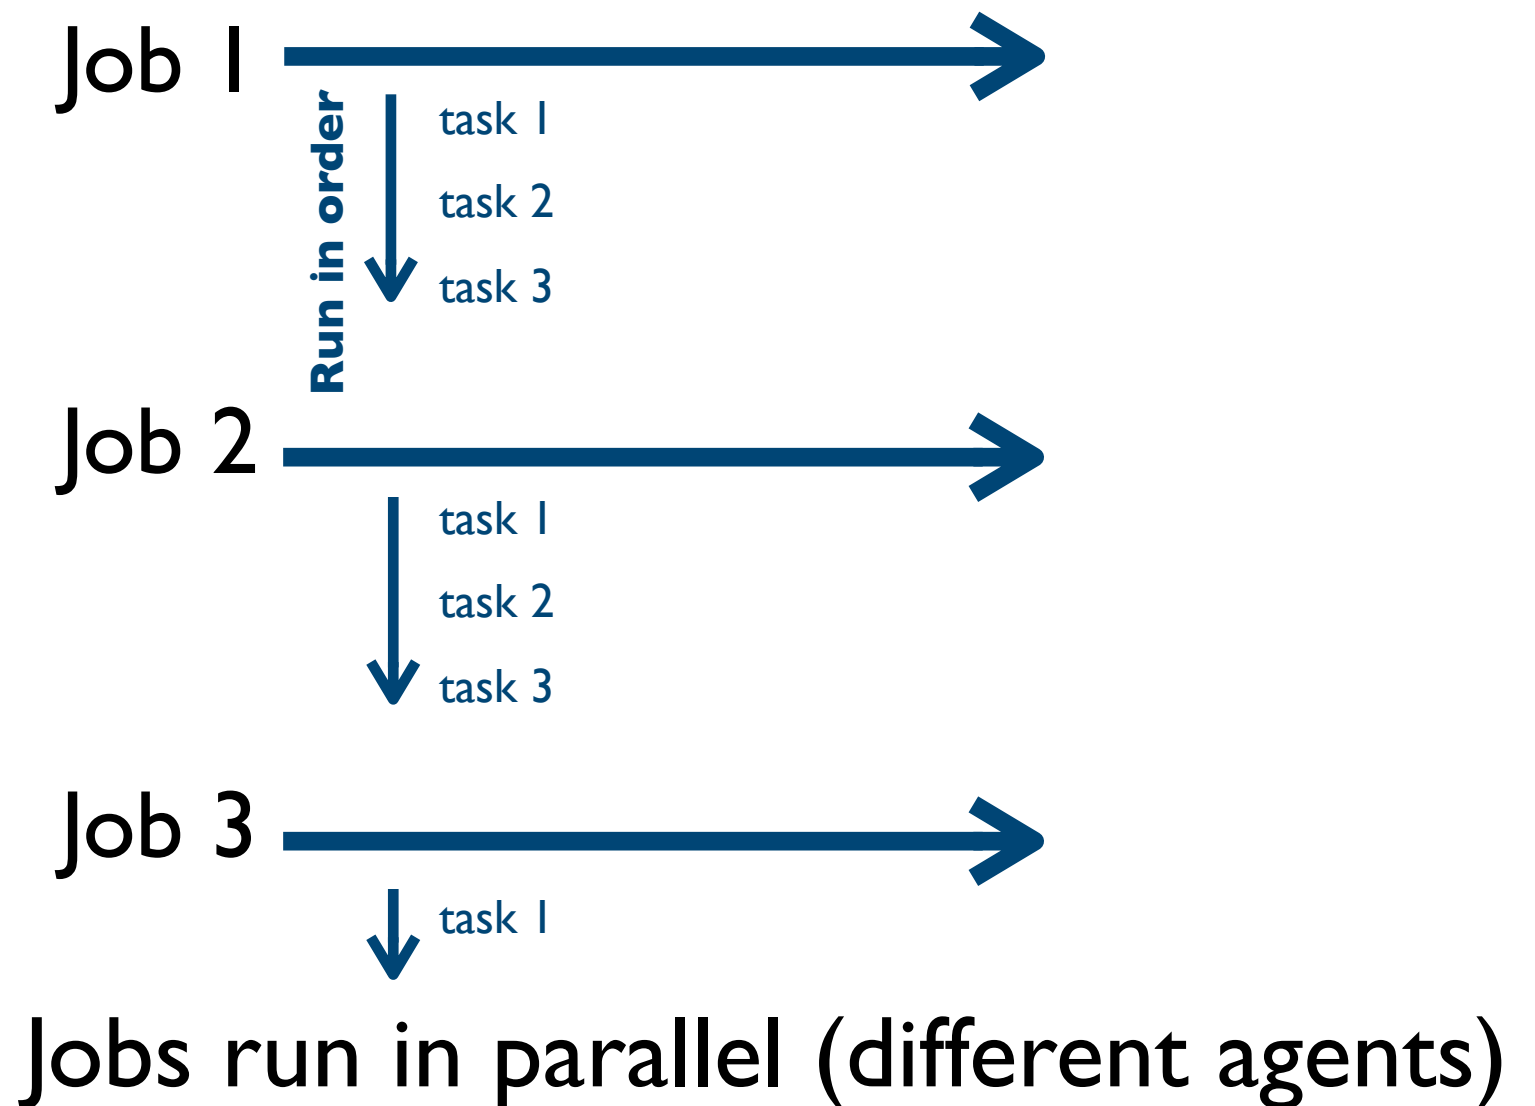 Job 1
Run in order
task 1
task 2
task 3
Job 2
task 1
task 2
task 3
Job 3
task 1
Jobs run in parallel (different agents)